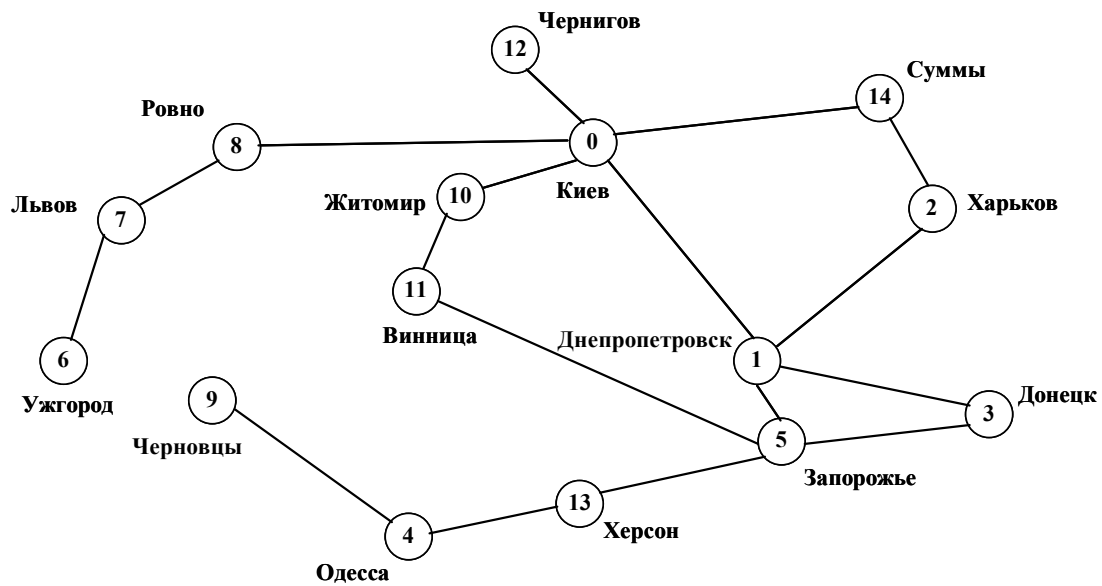 Чернигов
12
Суммы
14
Ровно
8
0
Киев
Житомир
10
Львов
7
2
Харьков
11
Винница
Днепропетровск
1
6
Ужгород
9
Черновцы
3
Донецк
5
Запорожье
13
Херсон
4
Одесса